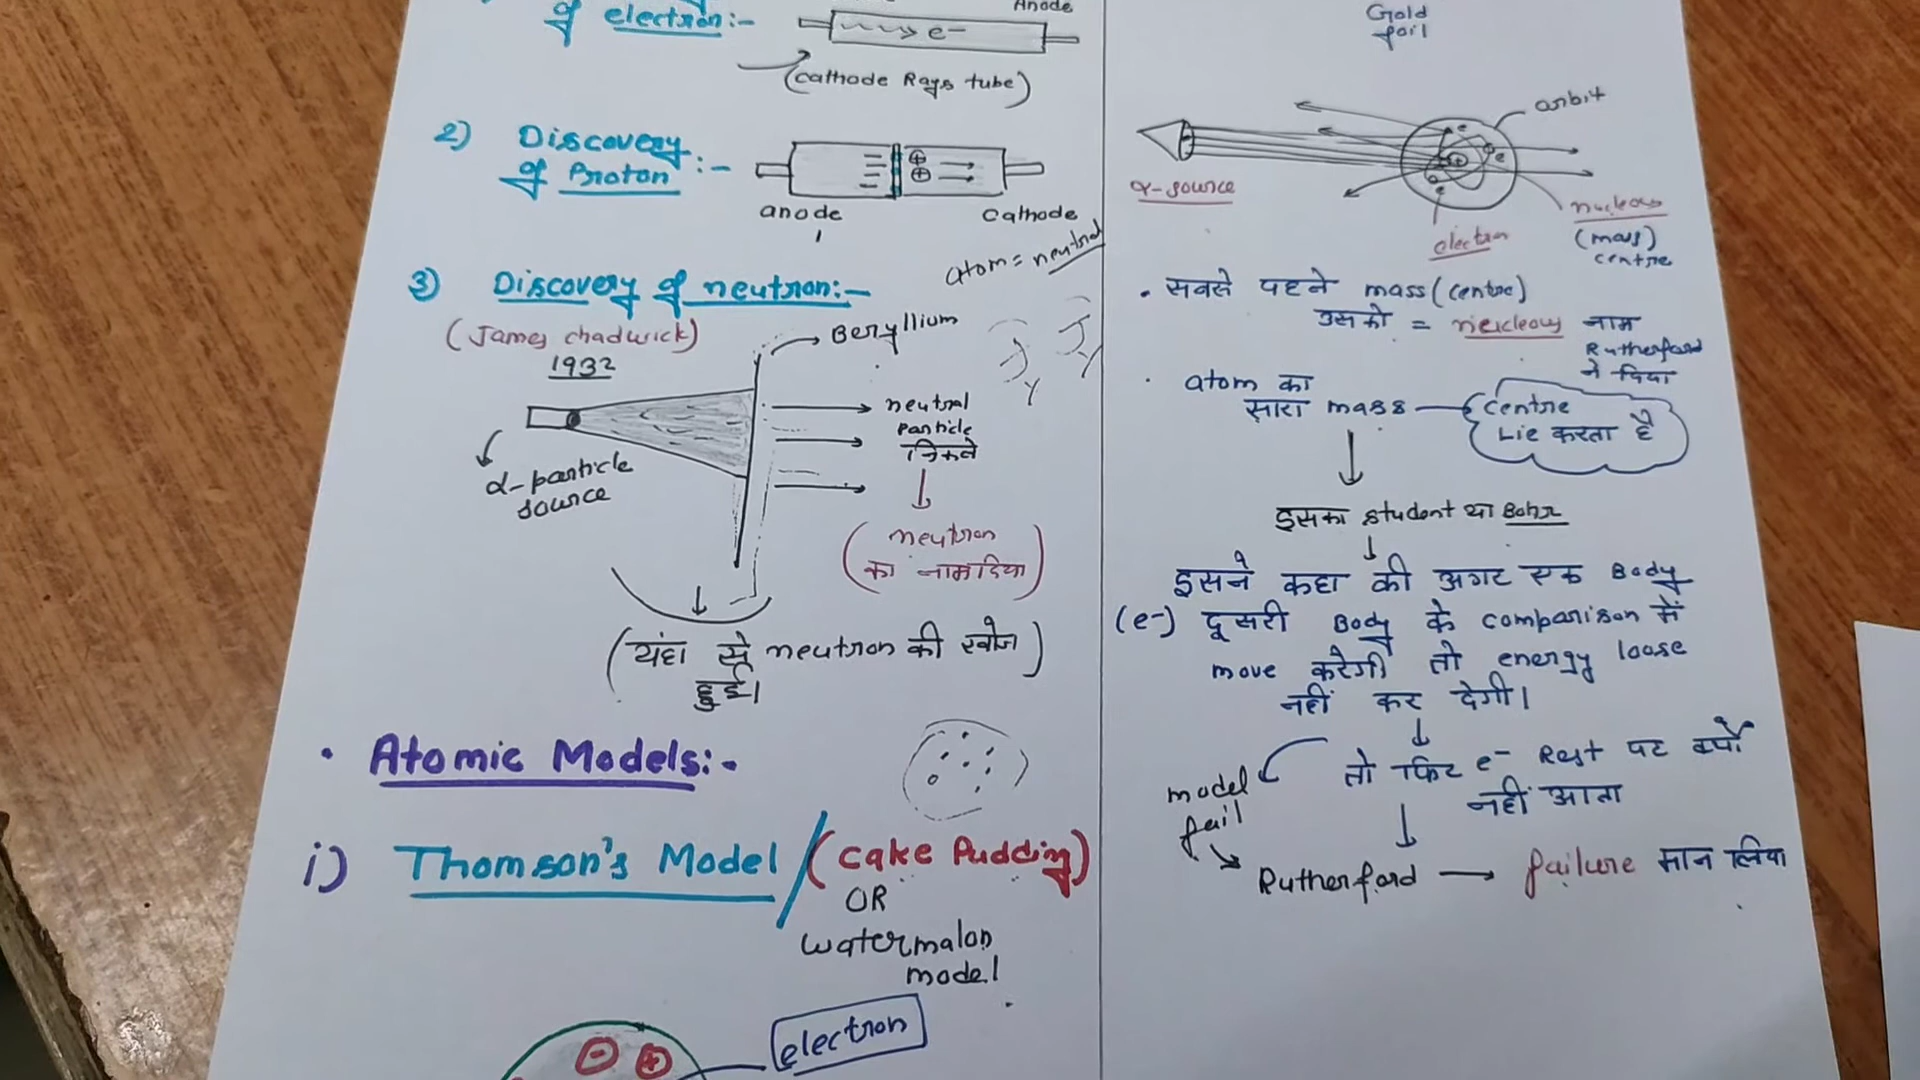 of electron:-
Anode
e-
(Cathode Rays tube)
2) Discovery
of Proton :-
anode
Cathode
atom = neutral
3) Discovery of neutron:-
(James chadwick)
1932
Beryllium
neutral
particle
निकले
α-particle
source
(neutron
का नाम दिया)
(यंहा से neutron की खोज)
हुई।
• Atomic Models:-
i) Thomson's Model / (cake Pudding)
OR
watermalon
model
electron
Gold
foil
orbit
α-source
electron
nucleous
(mass)
centre
• सबसे पहने mass (centre)
उसको = neucleous नाम
Rutherford
ने दिया
• atom का
सारा mass
centre
Lie करता है
इसका student था Bohr
इसने कहा की अगर एक Body
(e-) दूसरी Body के comparison में
move करेगी तो energy loose
नहीं कर देगी।
तो फिर e- Rest पर क्यों
नहीं आता
model
fail
Rutherford → failure मान लिया